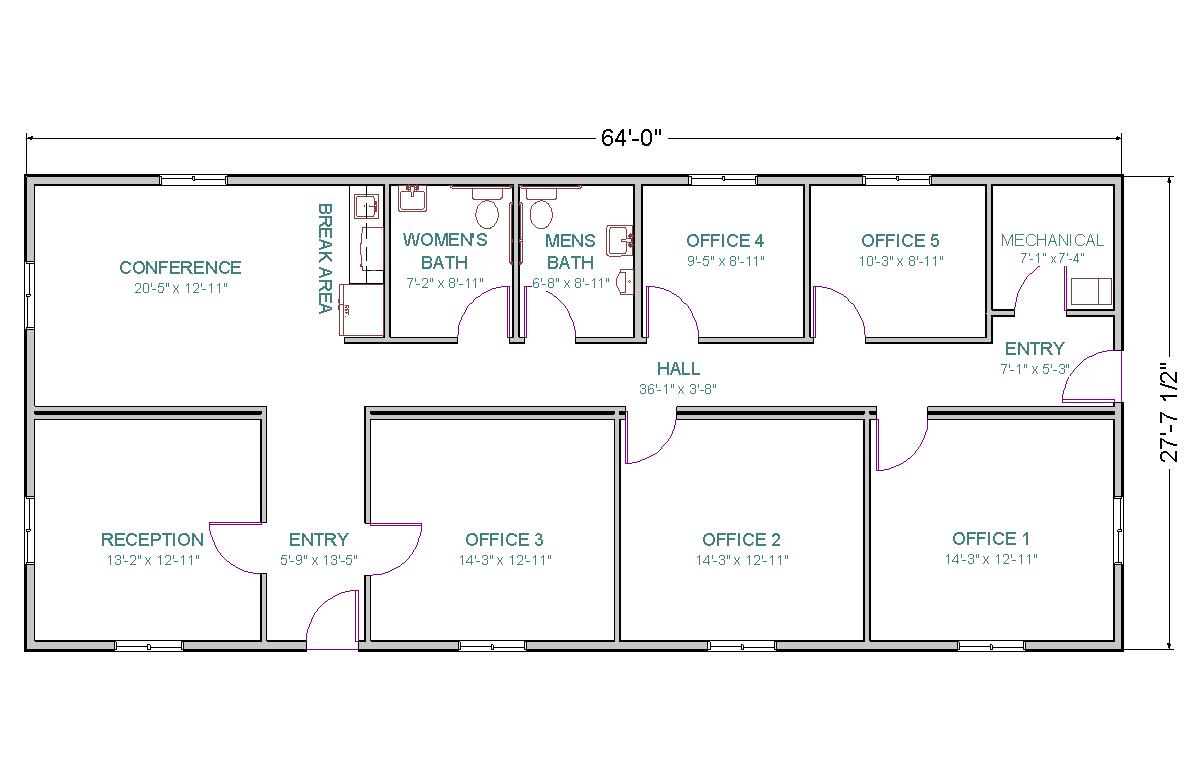 64'-0"
BREAK AREA
REF.
CONFERENCE
20'-5" x 12'-11"
WOMEN'S
BATH
7'-2" x 8'-11"
MENS
BATH
6'-8" x 8'-11"
OFFICE 4
9'-5" x 8'-11"
OFFICE 5
10'-3" x 8'-11"
MECHANICAL
7'-1" x7'-4"
HALL
36'-1" x 3'-8"
ENTRY
7'-1" x 5'-3"
27'-7 1/2"
RECEPTION
13'-2" x 12'-11"
ENTRY
5'-9" x 13'-5"
OFFICE 3
14'-3" x 12'-11"
OFFICE 2
14'-3" x 12'-11"
OFFICE 1
14'-3" x 12'-11"